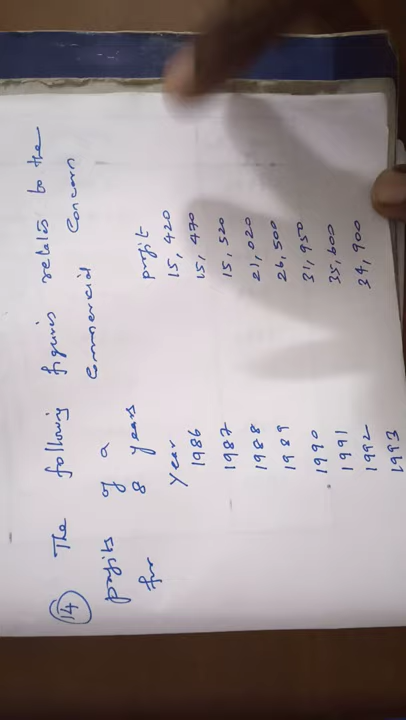 14 The following figures relates to the
profits of a Commercial Concern
for 8 years
Year profit
1986 15,420
1987 15,470
1988 15,520
1989 21,020
1990 26,500
1991 31,950
1992 35,600
1993 34,900